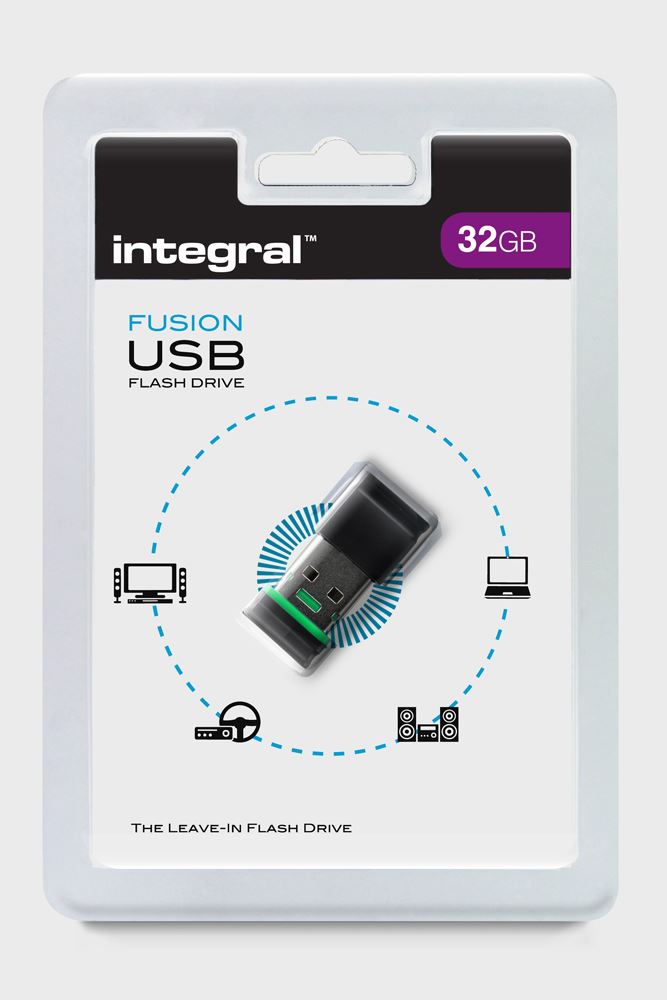 integral™
32GB
FUSION
USB
FLASH DRIVE
THE LEAVE-IN FLASH DRIVE